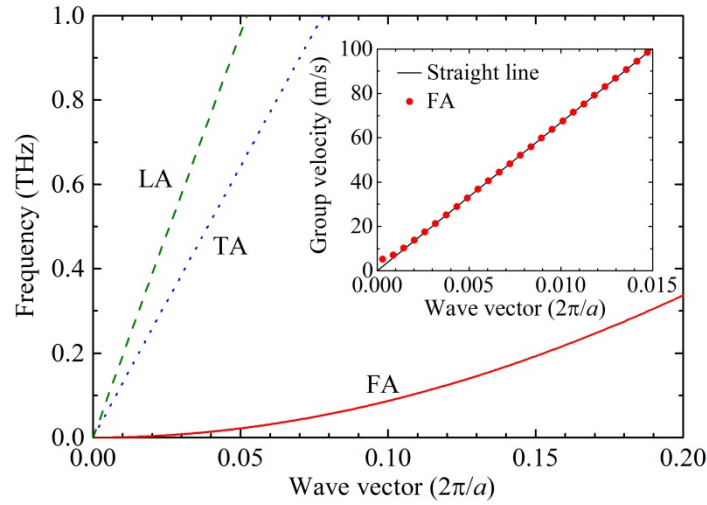 1.0
0.8
0.6
0.4
0.2
0.0
Frequency (THz)
0.00 0.05 0.10 0.15 0.20
Wave vector (2π/a)
LA
TA
FA
100
80
60
40
20
0
Group velocity (m/s)
Straight line
FA
0.000 0.005 0.010 0.015
Wave vector (2π/a)